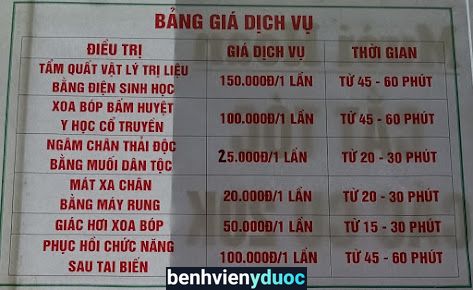 BẢNG GIÁ DỊCH VỤ
ĐIỀU TRỊ GIÁ DỊCH VỤ THỜI GIAN
TẨM QUẤT VẬT LÝ TRỊ LIỆU
BẰNG ĐIỆN SINH HỌC 150.000Đ/1 LẦN TỪ 45 - 60 PHÚT
XOA BÓP BẤM HUYỆT
Y HỌC CỔ TRUYỀN 100.000Đ/1 LẦN TỪ 45 - 60 PHÚT
NGÂM CHÂN THẢI ĐỘC
BẰNG MUỐI DÂN TỘC 25.000Đ/1 LẦN TỪ 20 - 30 PHÚT
MÁT XA CHÂN
BẰNG MÁY RUNG 20.000Đ/1 LẦN TỪ 20 - 30 PHÚT
GIÁC HƠI XOA BÓP 50.000Đ/1 LẦN TỪ 15 - 30 PHÚT
PHỤC HỒI CHỨC NĂNG
SAU TAI BIẾN 100.000Đ/1 LẦN TỪ 45 - 60 PHÚT
benhvienyduoc